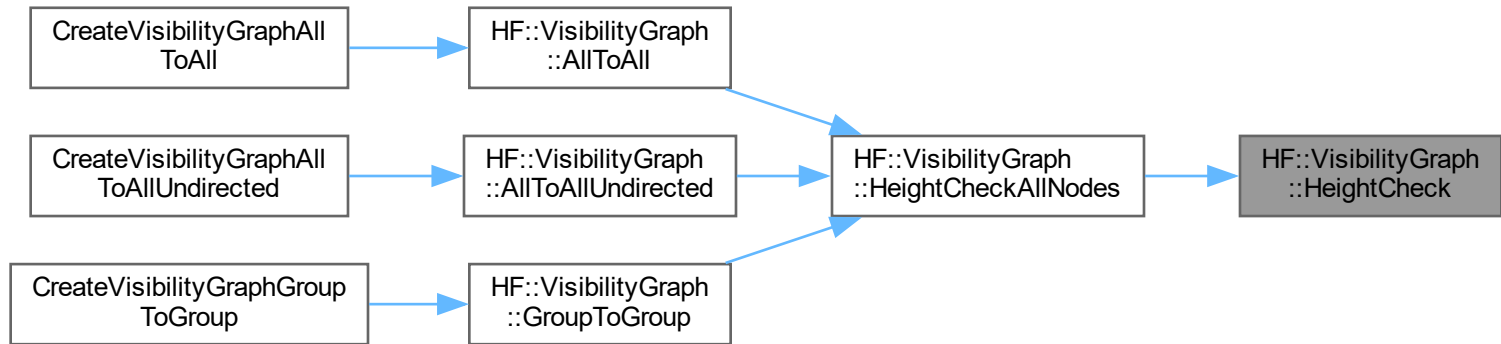 CreateVisibilityGraphAll
ToAll
HF::VisibilityGraph
::AllToAll
CreateVisibilityGraphAll
ToAllUndirected
HF::VisibilityGraph
::AllToAllUndirected
HF::VisibilityGraph
::HeightCheckAllNodes
HF::VisibilityGraph
::HeightCheck
CreateVisibilityGraphGroup
ToGroup
HF::VisibilityGraph
::GroupToGroup